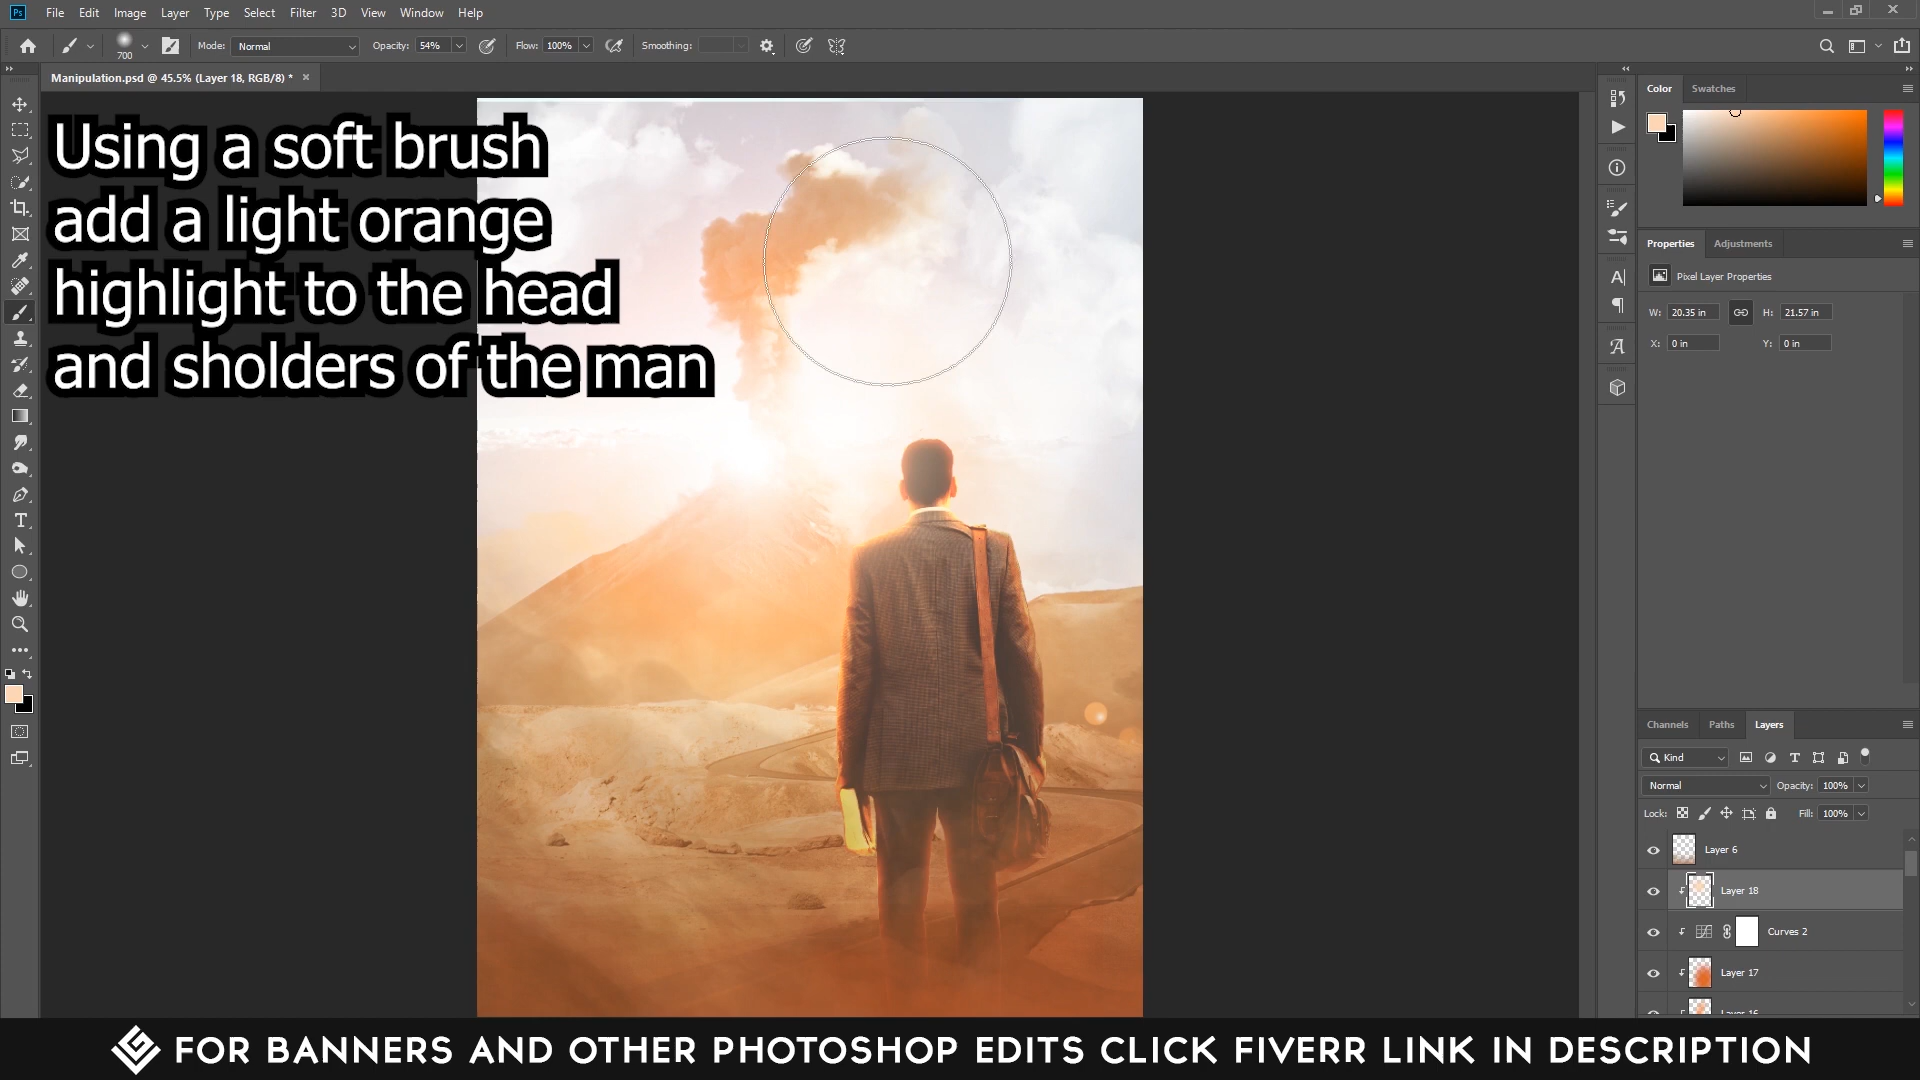 Ps File Edit Image Layer Type Select Filter 3D View Window Help
700 Mode: Normal Opacity: 54% Flow: 100% Smoothing:
Manipulation.psd @ 45.5% (Layer 18, RGB/8) * ×
Using a soft brush
add a light orange
highlight to the head
and sholders of the man
Color Swatches
Properties Adjustments
Pixel Layer Properties
W: 20.35 in H: 21.57 in
X: 0 in Y: 0 in
Channels Paths Layers
Kind
Normal Opacity: 100%
Lock: Fill: 100%
Layer 6
Layer 18
Curves 2
Layer 17
Layer 16
FOR BANNERS AND OTHER PHOTOSHOP EDITS CLICK FIVERR LINK IN DESCRIPTION